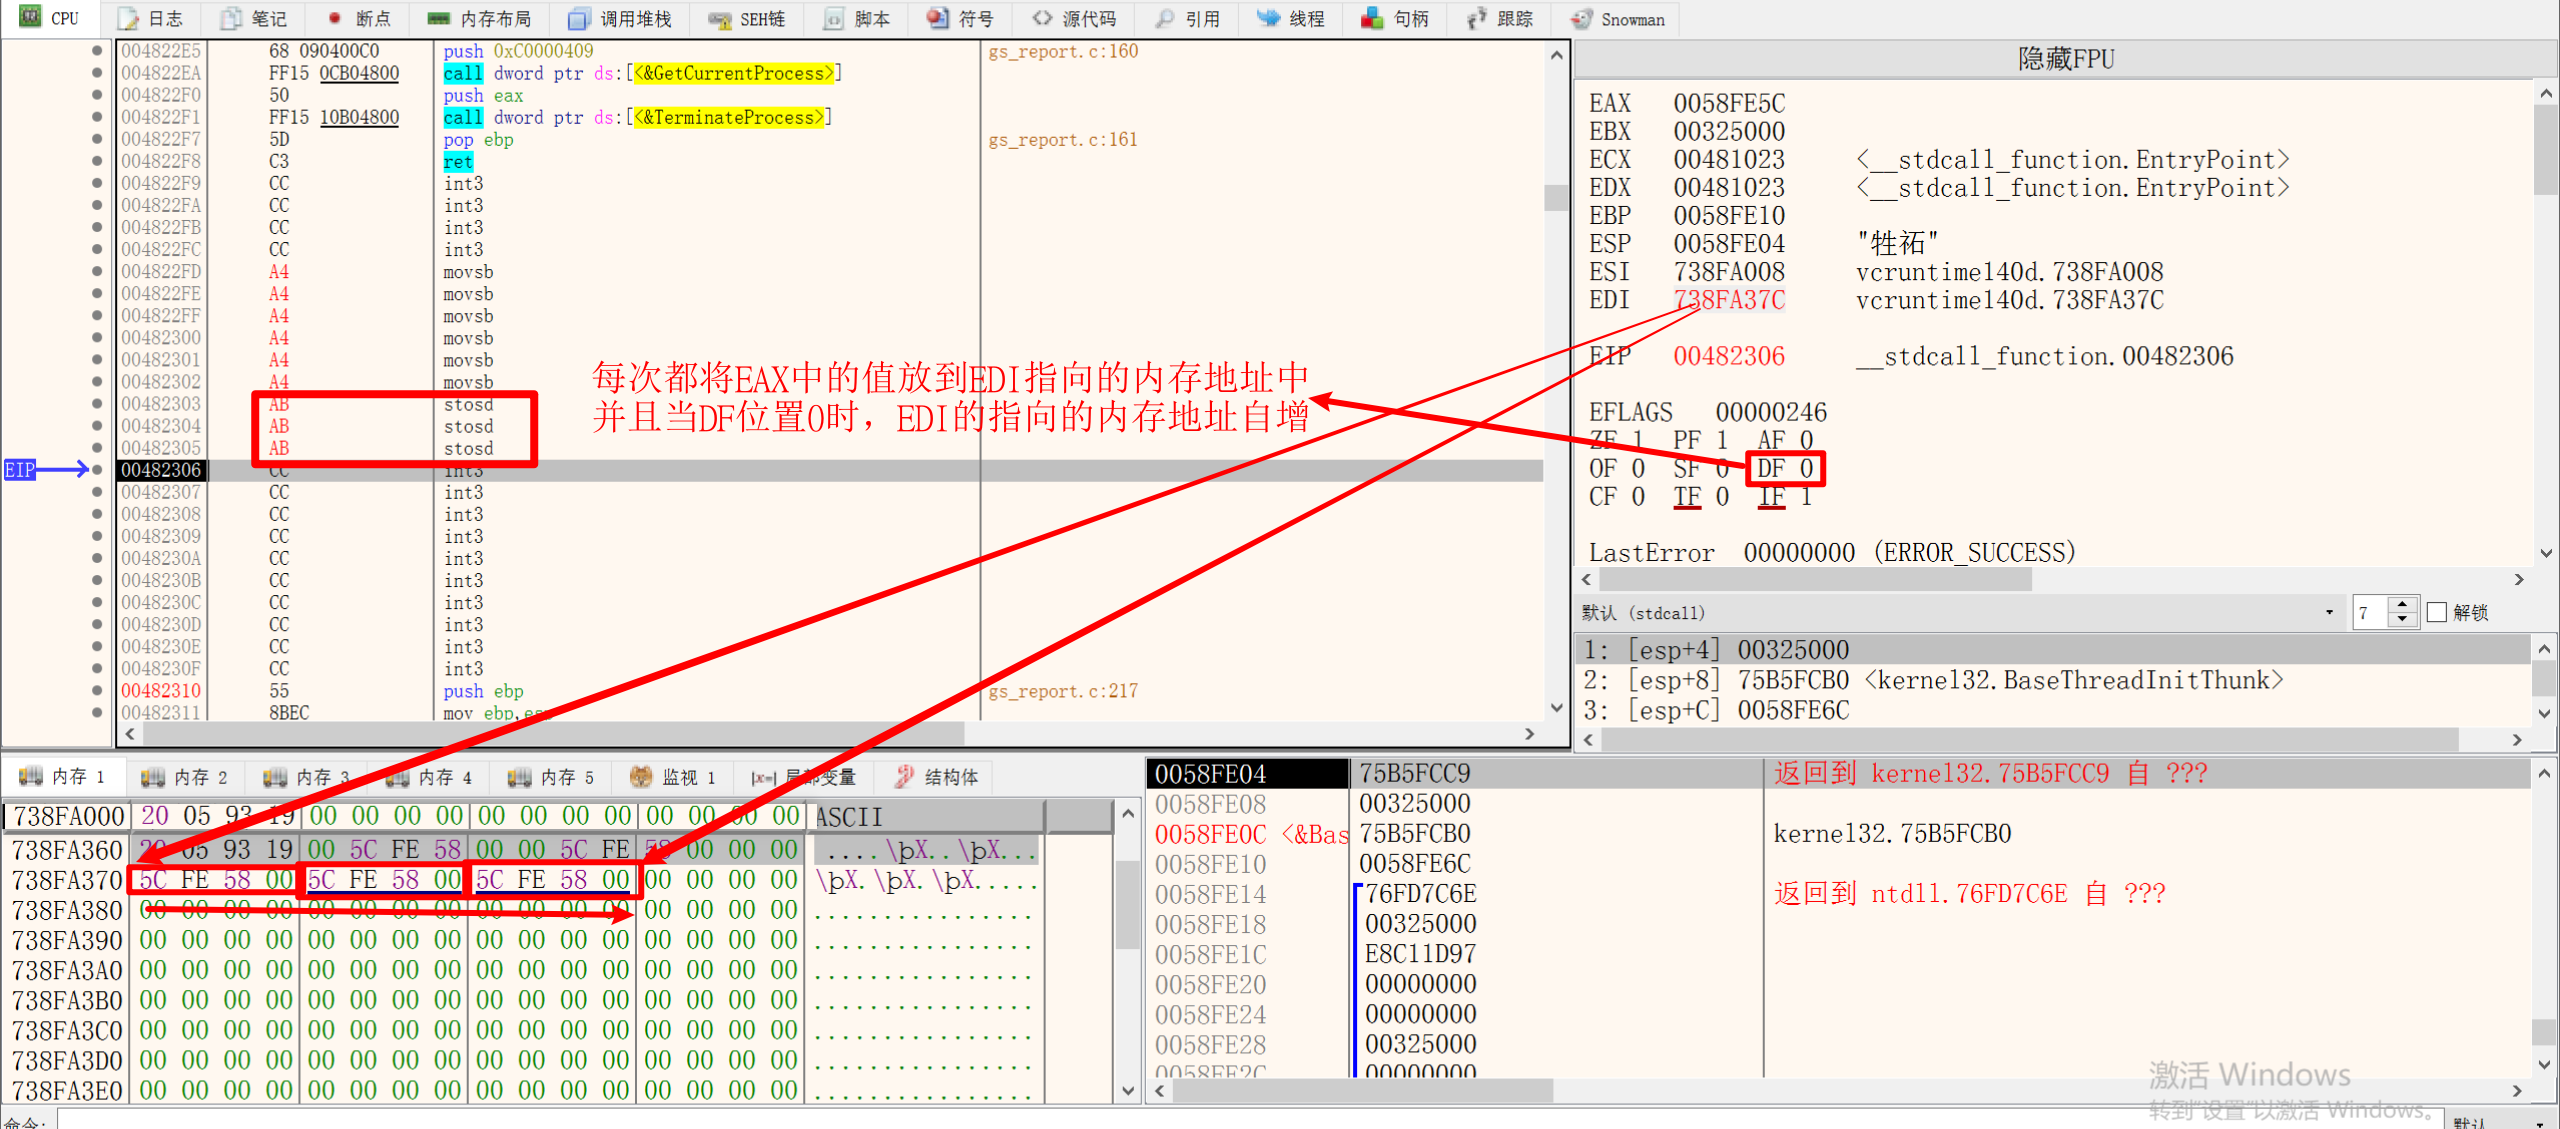 CPU 日志 笔记 断点 内存布局 调用堆栈 SEH链 脚本 符号 源代码 引用 线程 句柄 跟踪 Snowman
004822E5 68 090400C0 push 0xC0000409 gs_report.c:160
004822EA FF15 0CB04800 call dword ptr ds:[<&GetCurrentProcess>]
004822F0 50 push eax
004822F1 FF15 10B04800 call dword ptr ds:[<&TerminateProcess>]
004822F7 5D pop ebp gs_report.c:161
004822F8 C3 ret
004822F9 CC int3
004822FA CC int3
004822FB CC int3
004822FC CC int3
004822FD A4 movsb
004822FE A4 movsb
004822FF A4 movsb
00482300 A4 movsb
00482301 A4 movsb
00482302 A4 movsb
00482303 AB stosd
00482304 AB stosd
00482305 AB stosd
EIP 00482306 CC int3
00482307 CC int3
00482308 CC int3
00482309 CC int3
0048230A CC int3
0048230B CC int3
0048230C CC int3
0048230D CC int3
0048230E CC int3
0048230F CC int3
00482310 55 push ebp gs_report.c:217
00482311 8BEC mov ebp,esp
每次都将EAX中的值放到EDI指向的内存地址中
并且当DF位置0时，EDI的指向的内存地址自增
隐藏FPU
EAX 0058FE5C
EBX 00325000
ECX 00481023 <__stdcall_function.EntryPoint>
EDX 00481023 <__stdcall_function.EntryPoint>
EBP 0058FE10
ESP 0058FE04 "甡祏"
ESI 738FA008 vcruntime140d.738FA008
EDI 738FA37C vcruntime140d.738FA37C
EIP 00482306 __stdcall_function.00482306
EFLAGS 00000246
ZF 1 PF 1 AF 0
OF 0 SF 0 DF 0
CF 0 TF 0 IF 1
LastError 00000000 (ERROR_SUCCESS)
默认 (stdcall) 7 解锁
1: [esp+4] 00325000
2: [esp+8] 75B5FCB0 <kernel32.BaseThreadInitThunk>
3: [esp+C] 0058FE6C
内存 1 内存 2 内存 3 内存 4 内存 5 监视 1 局部变量 结构体
738FA000 20 05 93 19 00 00 00 00 00 00 00 00 00 00 00 00 ASCII
738FA360 20 05 93 19 00 5C FE 58 00 00 5C FE 58 00 00 00 ....\þX..\þX...
738FA370 5C FE 58 00 5C FE 58 00 5C FE 58 00 00 00 00 00 \þX.\þX.\þX.....
738FA380 00 00 00 00 00 00 00 00 00 00 00 00 00 00 00 00 ................
738FA390 00 00 00 00 00 00 00 00 00 00 00 00 00 00 00 00 ................
738FA3A0 00 00 00 00 00 00 00 00 00 00 00 00 00 00 00 00 ................
738FA3B0 00 00 00 00 00 00 00 00 00 00 00 00 00 00 00 00 ................
738FA3C0 00 00 00 00 00 00 00 00 00 00 00 00 00 00 00 00 ................
738FA3D0 00 00 00 00 00 00 00 00 00 00 00 00 00 00 00 00 ................
738FA3E0 00 00 00 00 00 00 00 00 00 00 00 00 00 00 00 00 ................
0058FE04 75B5FCC9 返回到 kernel32.75B5FCC9 自 ???
0058FE08 00325000
0058FE0C <&Bas 75B5FCB0 kernel32.75B5FCB0
0058FE10 0058FE6C
0058FE14 76FD7C6E 返回到 ntdll.76FD7C6E 自 ???
0058FE18 00325000
0058FE1C E8C11D97
0058FE20 00000000
0058FE24 00000000
0058FE28 00325000
0058FE2C 00000000
激活 Windows
转到"设置"以激活 Windows。
命令: 默认